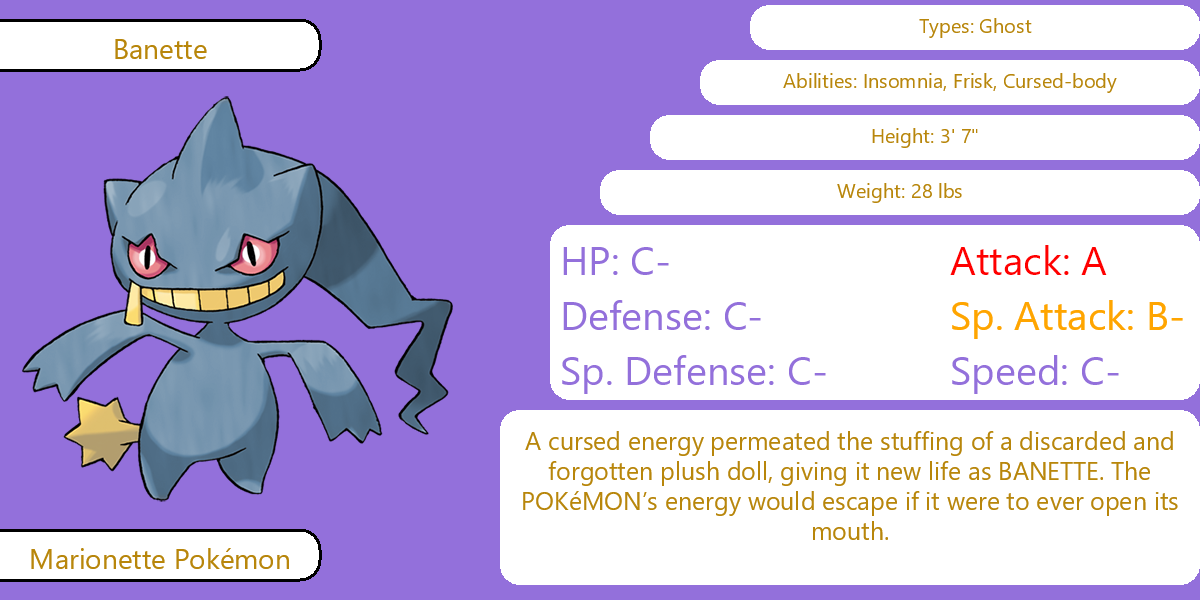 Banette
Types: Ghost
Abilities: Insomnia, Frisk, Cursed-body
Height: 3' 7"
Weight: 28 lbs
HP: C-
Attack: A
Defense: C-
Sp. Attack: B-
Sp. Defense: C-
Speed: C-
A cursed energy permeated the stuffing of a discarded and
forgotten plush doll, giving it new life as BANETTE. The
POKéMON’s energy would escape if it were to ever open its
mouth.
Marionette Pokémon